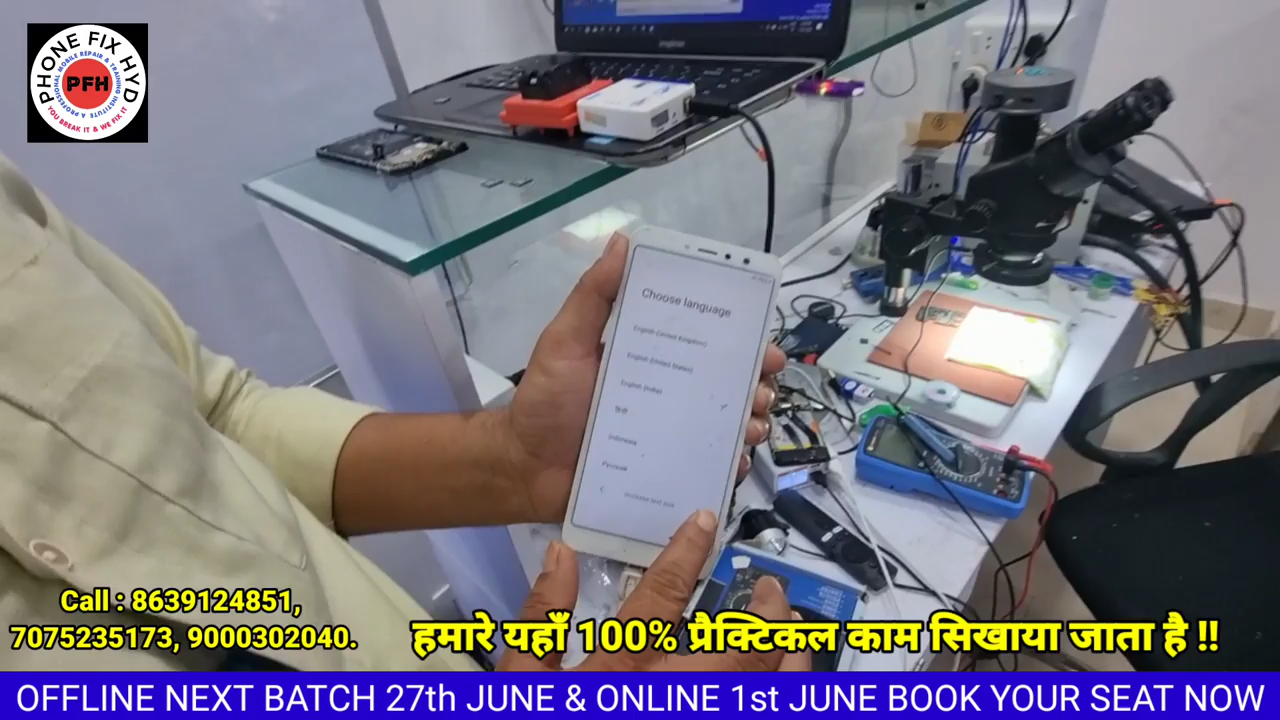 PHONE FIX HYD
A PROFESSIONAL MOBILE REPAIR & TRAINING INSTITUTE
PFH
YOU BREAK IT & WE FIX IT
Choose language
English (United Kingdom)
English (United States)
English (India)
हिन्दी
Indonesia
Русский
Call : 8639124851,
7075235173, 9000302040.
हमारे यहाँ 100% प्रैक्टिकल काम सिखाया जाता है !!
OFFLINE NEXT BATCH 27th JUNE & ONLINE 1st JUNE BOOK YOUR SEAT NOW